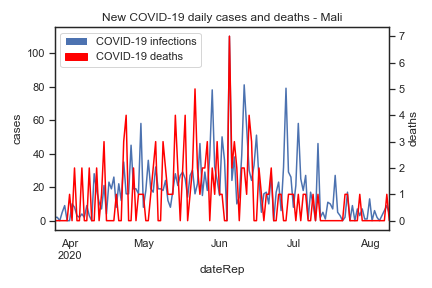 New COVID-19 daily cases and deaths - Mali
COVID-19 infections
COVID-19 deaths
cases
100
80
60
40
20
0
deaths
7
6
5
4
3
2
1
0
Apr
2020
May
Jun
Jul
Aug
dateRep